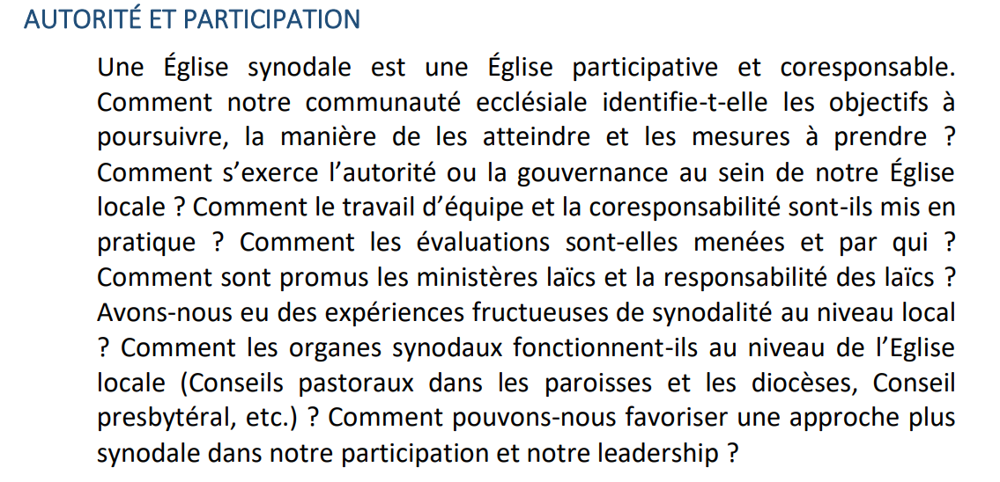 AUTORITÉ ET PARTICIPATION
Une Église synodale est une Église participative et coresponsable.
Comment notre communauté ecclésiale identifie-t-elle les objectifs à
poursuivre, la manière de les atteindre et les mesures à prendre ?
Comment s’exerce l’autorité ou la gouvernance au sein de notre Église
locale ? Comment le travail d’équipe et la coresponsabilité sont-ils mis en
pratique ? Comment les évaluations sont-elles menées et par qui ?
Comment sont promus les ministères laïcs et la responsabilité des laïcs ?
Avons-nous eu des expériences fructueuses de synodalité au niveau local
? Comment les organes synodaux fonctionnent-ils au niveau de l’Eglise
locale (Conseils pastoraux dans les paroisses et les diocèses, Conseil
presbytéral, etc.) ? Comment pouvons-nous favoriser une approche plus
synodale dans notre participation et notre leadership ?